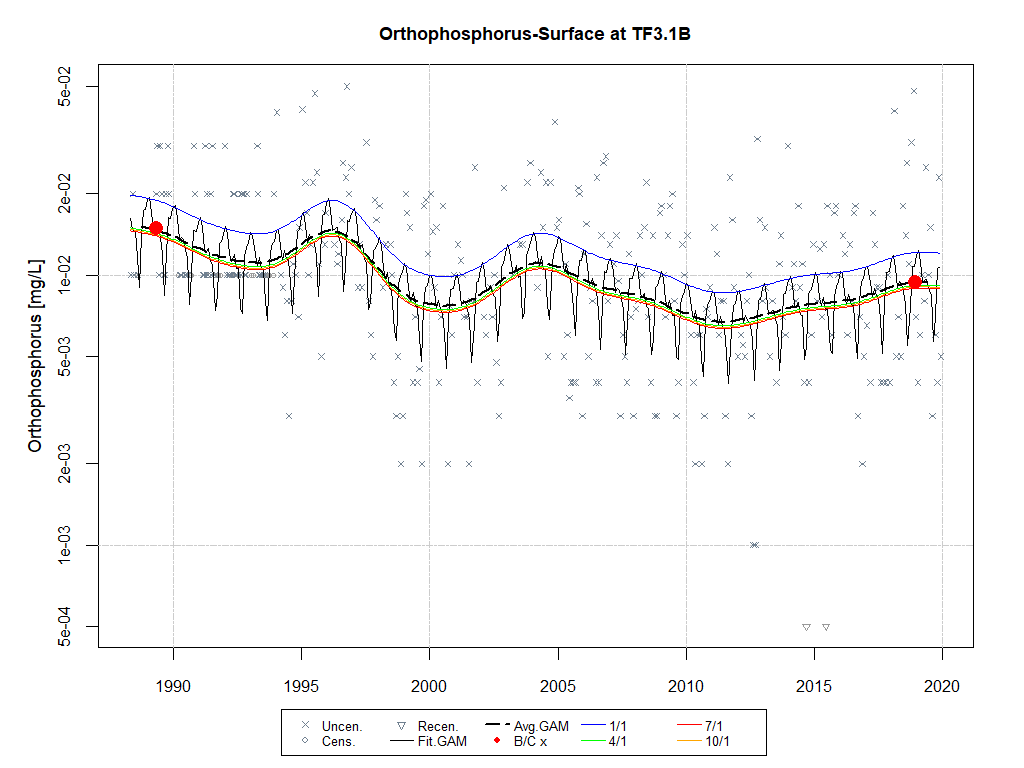 Orthophosphorus-Surface at TF3.1B
Orthophosphorus [mg/L]
5e-02
2e-02
1e-02
5e-03
2e-03
1e-03
5e-04
1990 1995 2000 2005 2010 2015 2020
Uncen. Recen. Avg.GAM 1/1 7/1
Cens. Fit.GAM B/C x 4/1 10/1